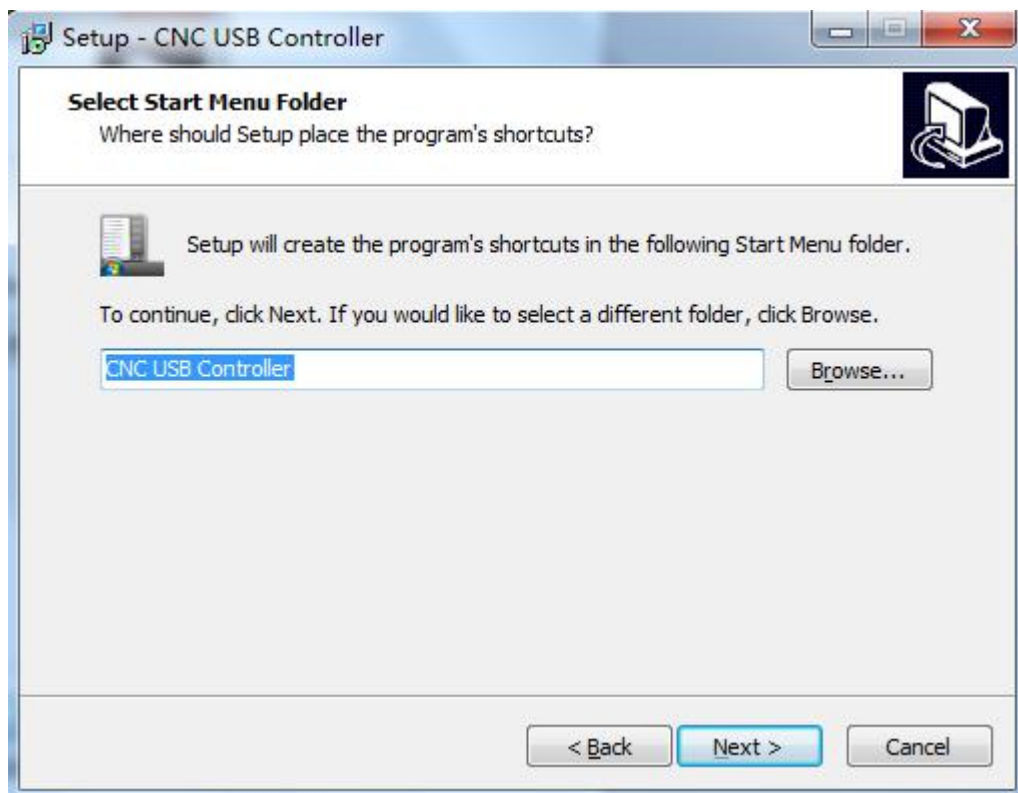 Setup - CNC USB Controller
Select Start Menu Folder
Where should Setup place the program's shortcuts?
Setup will create the program's shortcuts in the following Start Menu folder.
To continue, click Next. If you would like to select a different folder, click Browse.
CNC USB Controller
Browse...
< Back
Next >
Cancel